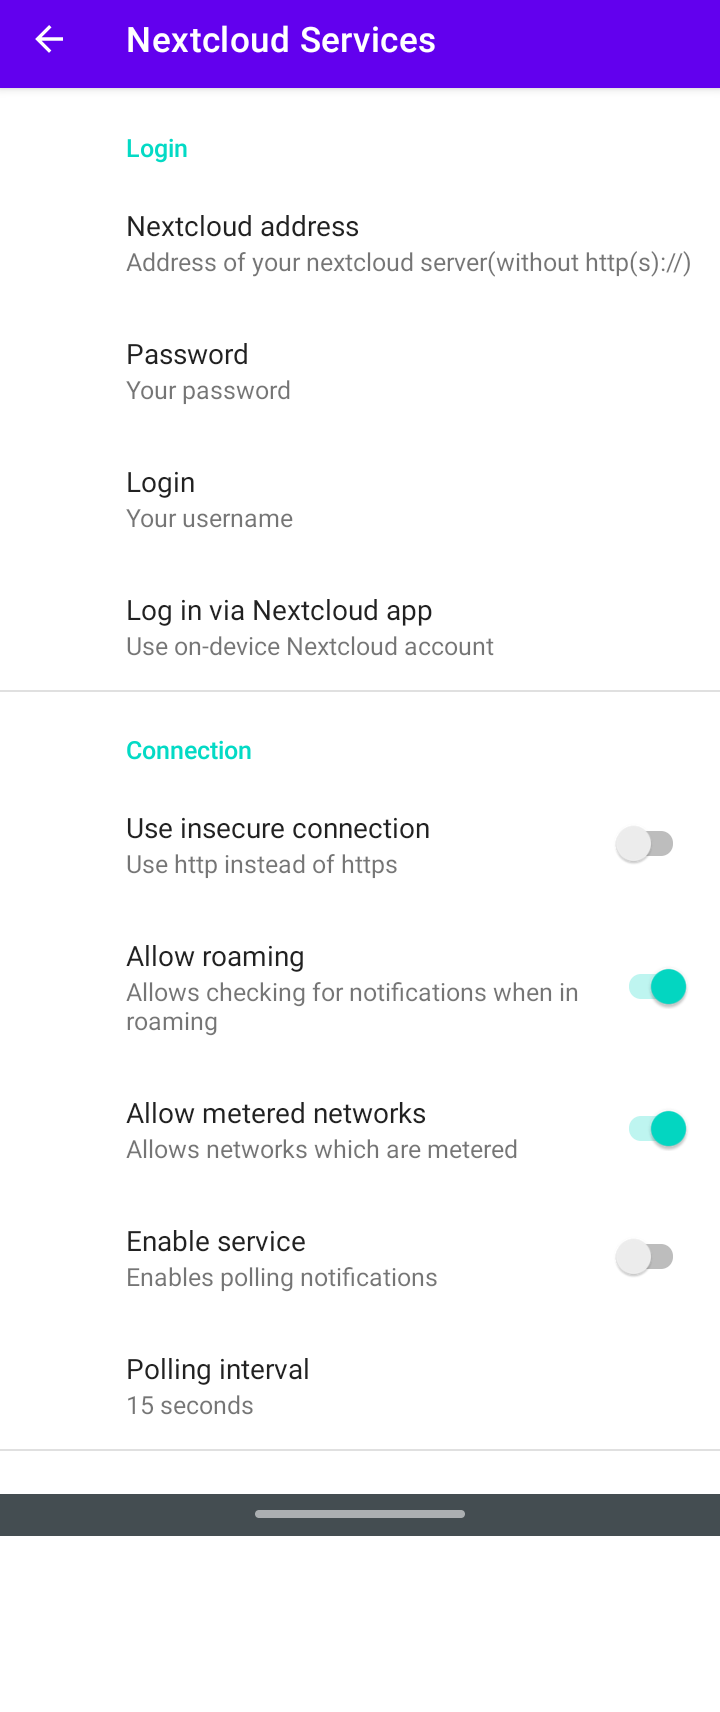 Nextcloud Services
Login
Nextcloud address
Address of your nextcloud server(without http(s)://)
Password
Your password
Login
Your username
Log in via Nextcloud app
Use on-device Nextcloud account
Connection
Use insecure connection
Use http instead of https
Allow roaming
Allows checking for notifications when in
roaming
Allow metered networks
Allows networks which are metered
Enable service
Enables polling notifications
Polling interval
15 seconds